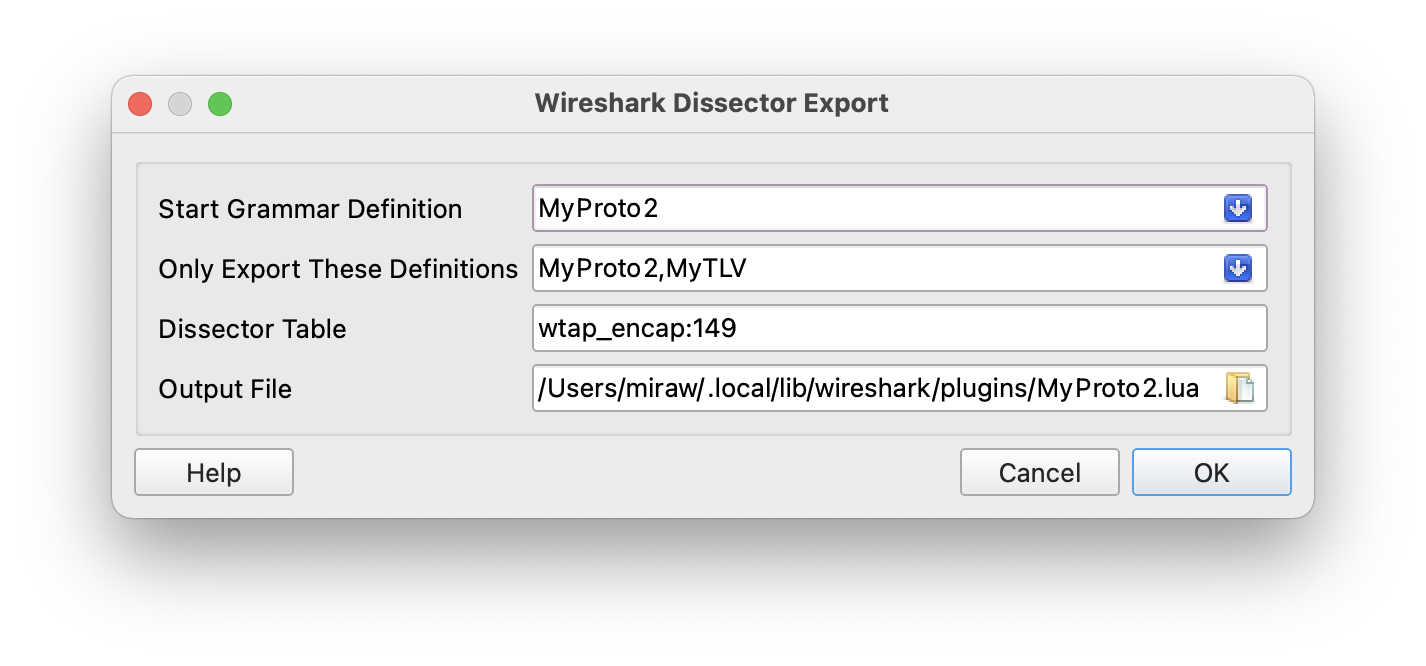 Wireshark Dissector Export
Start Grammar Definition MyProto2
Only Export These Definitions MyProto2,MyTLV
Dissector Table wtap_encap:149
Output File /Users/miraw/.local/lib/wireshark/plugins/MyProto2.lua
Help Cancel OK